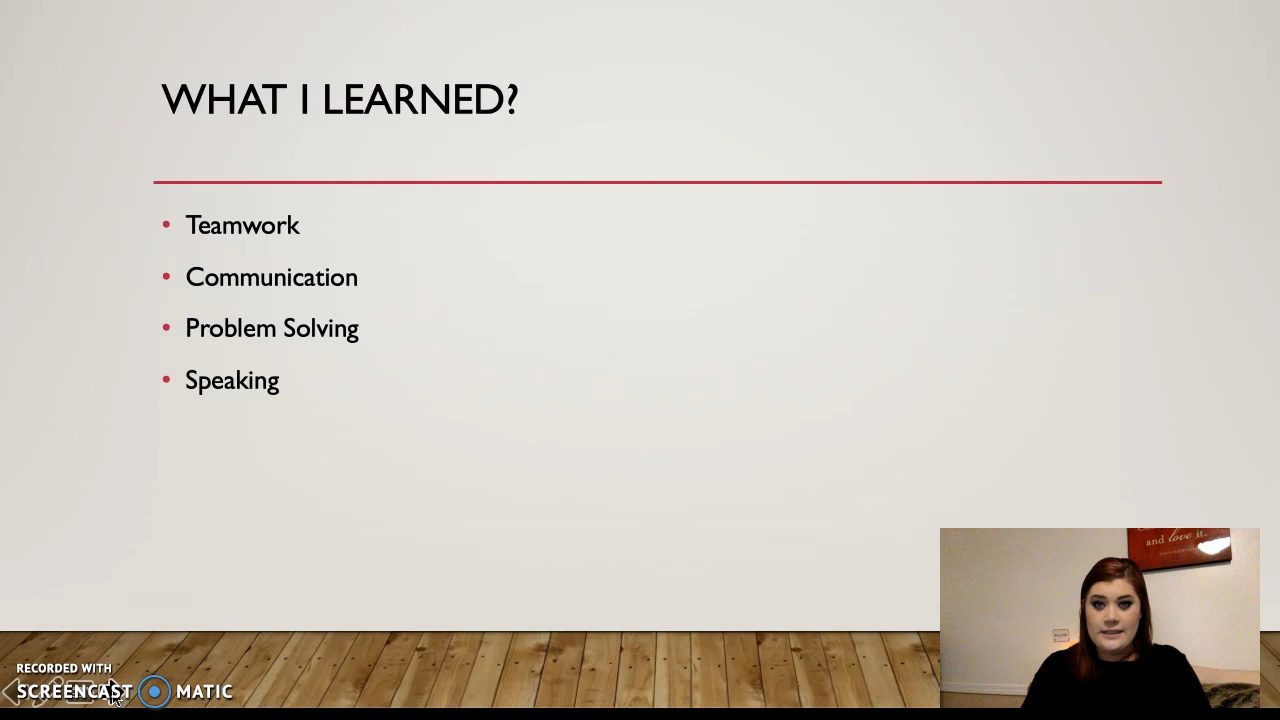 WHAT I LEARNED?
• Teamwork
• Communication
• Problem Solving
• Speaking
and love it.
RECORDED WITH
SCREENCAST MATIC